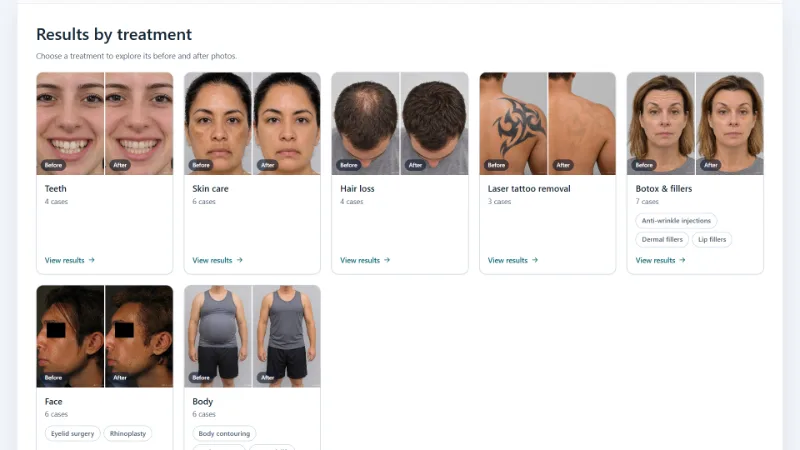 Results by treatment
Choose a treatment to explore its before and after photos.
Before After
Before After
Before After
Before After
Before After
Teeth
4 cases
View results →
Skin care
6 cases
View results →
Hair loss
4 cases
View results →
Laser tattoo removal
3 cases
View results →
Botox & fillers
7 cases
Anti-wrinkle injections
Dermal fillers Lip fillers
View results →
Before After
Before After
Face
6 cases
Eyelid surgery Rhinoplasty
Body
6 cases
Body contouring